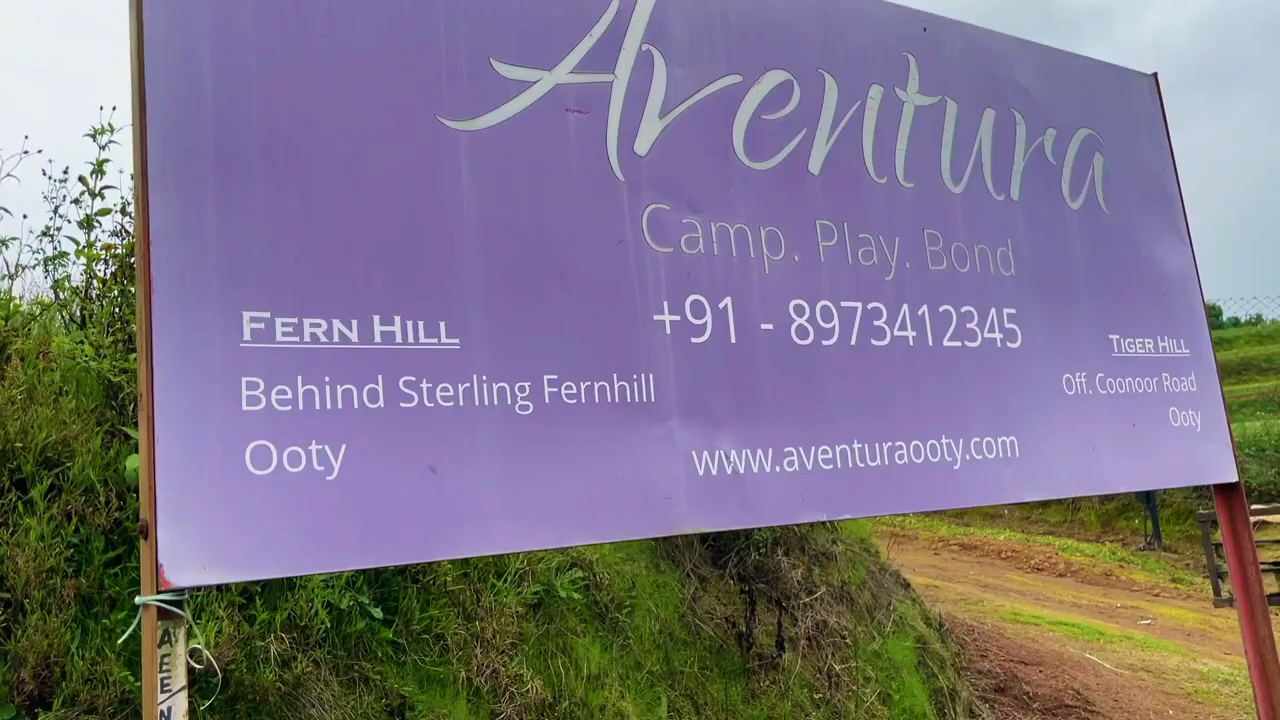 Aventura
Camp. Play. Bond
+91 - 8973412345
FERN HILL
Behind Sterling Fernhill
Ooty
www.aventuraooty.com
TIGER HILL
Off. Coonoor Road
Ooty
A
E
E